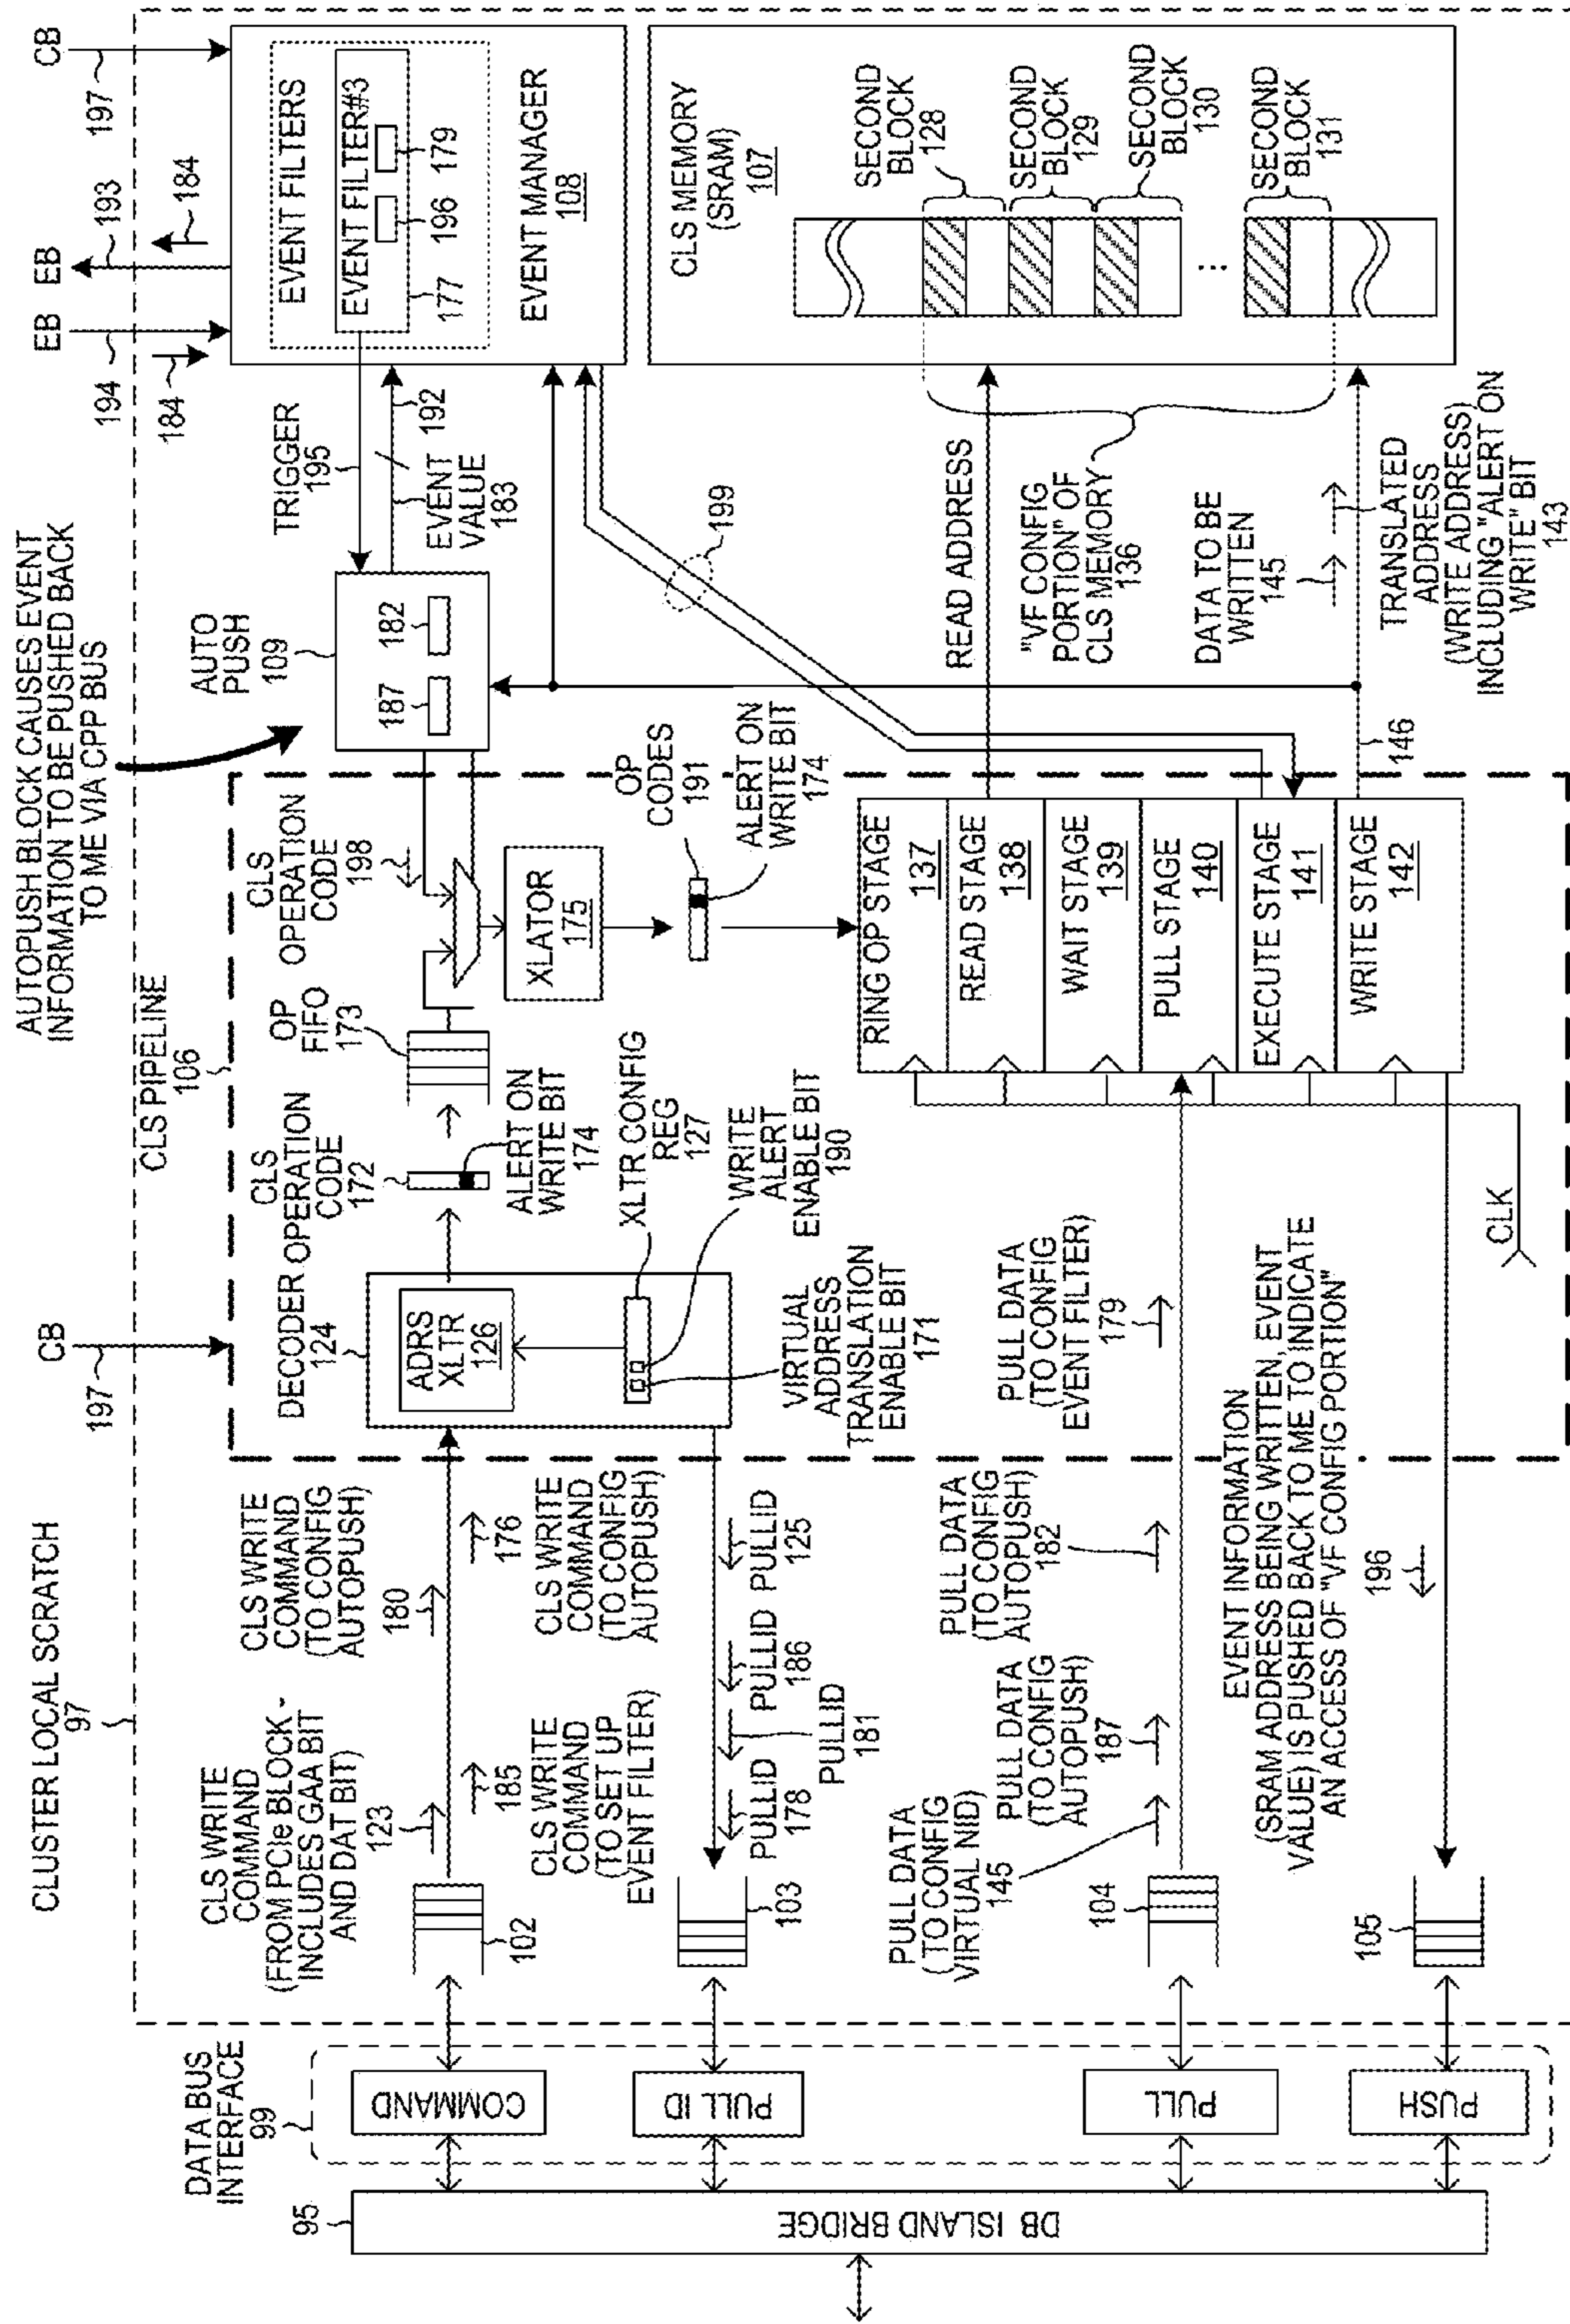 CLUSTER LOCAL SCRATCH
97
DATA BUS
INTERFACE
99
95
DB ISLAND BRIDGE
COMMAND
PULL ID
PULL
PUSH
CLS WRITE
COMMAND
(FROM PCIe BLOCK -
INCLUDES GAA BIT
AND DAT BIT)
123
102
185
CLS WRITE
COMMAND
(TO SET UP
EVENT FILTER)
CLS WRITE
COMMAND
(TO CONFIG
AUTOPUSH)
180
176
CLS WRITE
COMMAND
(TO CONFIG
AUTOPUSH)
103
PULLID
178
PULLID
181
PULLID
186
PULLID
125
PULL DATA
(TO CONFIG
VIRTUAL NID)
145
104
PULL DATA
(TO CONFIG
AUTOPUSH)
187
PULL DATA
(TO CONFIG
AUTOPUSH)
182
PULL DATA
(TO CONFIG
EVENT FILTER)
179
105
EVENT INFORMATION
(SRAM ADDRESS BEING WRITTEN, EVENT
VALUE) IS PUSHED BACK TO ME TO INDICATE
AN ACCESS OF "VF CONFIG PORTION"
196
CB
197
CLS PIPELINE
106
DECODER
124
ADRS
XLTR
126
CLS
OPERATION
CODE
172
ALERT ON
WRITE BIT
174
XLTR CONFIG
REG
127
WRITE
ALERT
ENABLE BIT
190
VIRTUAL
ADDRESS
TRANSLATION
ENABLE BIT
171
OP
FIFO
173
CLS
OPERATION
CODE
198
XLATOR
175
OP
CODES
191
ALERT ON
WRITE BIT
174
RING OP STAGE
137
READ STAGE
138
WAIT STAGE
139
PULL STAGE
140
EXECUTE STAGE
141
WRITE STAGE
142
CLK
AUTOPUSH BLOCK CAUSES EVENT
INFORMATION TO BE PUSHED BACK
TO ME VIA CPP BUS
AUTO
PUSH
109
187
182
TRIGGER
195
EVENT
VALUE
183
192
199
146
READ ADDRESS
"VF CONFIG
PORTION" OF
CLS MEMORY
136
DATA TO BE
WRITTEN
145
TRANSLATED
ADDRESS
(WRITE ADDRESS)
INCLUDING "ALERT ON
WRITE" BIT
143
EB
194
184
EB
193
184
CB
197
EVENT FILTERS
EVENT FILTER#3
177
196
179
EVENT MANAGER
108
CLS MEMORY
(SRAM)
107
SECOND
BLOCK
128
SECOND
BLOCK
129
SECOND
BLOCK
130
...
SECOND
BLOCK
131